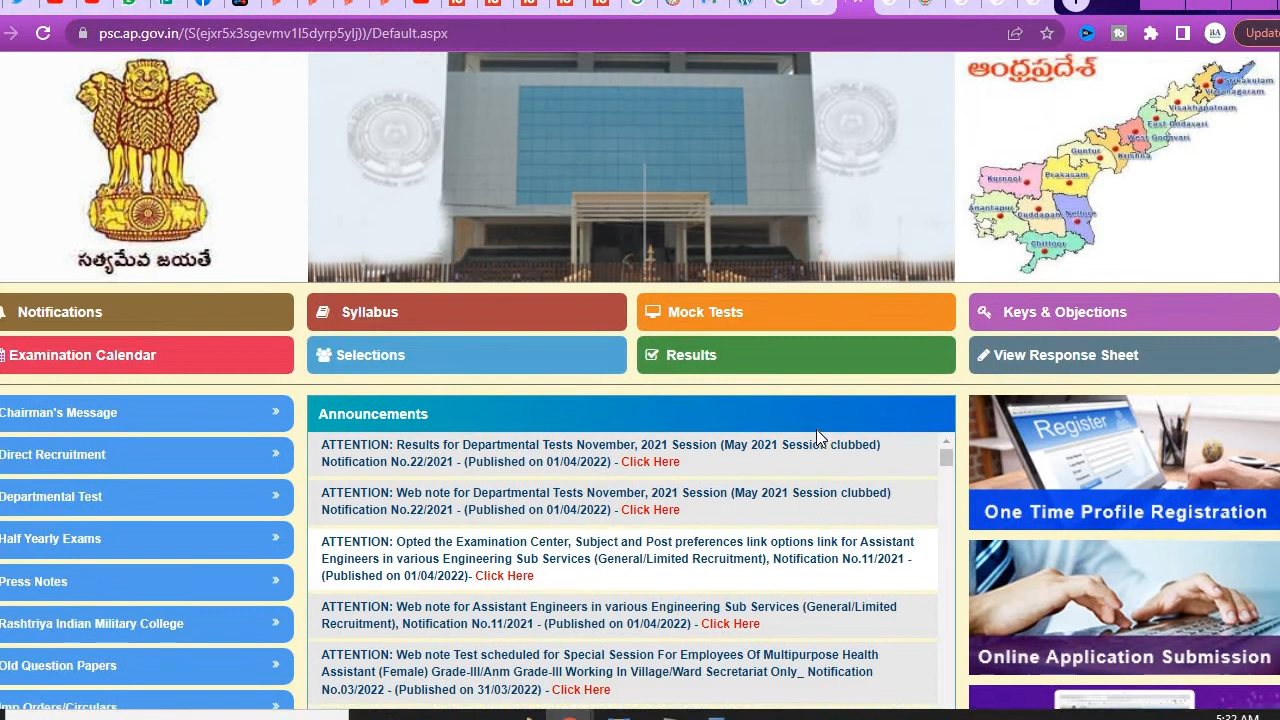 psc.ap.gov.in/(S(ejxr5x3sgevmv1l5dyrp5ylj))/Default.aspx
BA
Update
సత్యమేవ జయతే
ఆంధ్రప్రదేశ్
Srikakulam
Vizianagaram
Visakhapatnam
East Godavari
West Godavari
Guntur
Krishna
Kurnool
Prakasam
Anantapur
Cuddapah
Nellore
Chittoor
Notifications
Syllabus
Mock Tests
Keys & Objections
Examination Calendar
Selections
Results
View Response Sheet
Chairman's Message
Direct Recruitment
Departmental Test
Half Yearly Exams
Press Notes
Rashtriya Indian Military College
Old Question Papers
Imp Orders/Circulars
Announcements
ATTENTION: Results for Departmental Tests November, 2021 Session (May 2021 Session clubbed)
Notification No.22/2021 - (Published on 01/04/2022) - Click Here
ATTENTION: Web note for Departmental Tests November, 2021 Session (May 2021 Session clubbed)
Notification No.22/2021 - (Published on 01/04/2022) - Click Here
ATTENTION: Opted the Examination Center, Subject and Post preferences link options link for Assistant
Engineers in various Engineering Sub Services (General/Limited Recruitment), Notification No.11/2021 -
(Published on 01/04/2022)- Click Here
ATTENTION: Web note for Assistant Engineers in various Engineering Sub Services (General/Limited
Recruitment), Notification No.11/2021 - (Published on 01/04/2022) - Click Here
ATTENTION: Web note Test scheduled for Special Session For Employees Of Multipurpose Health
Assistant (Female) Grade-III/Anm Grade-III Working In Village/Ward Secretariat Only_ Notification
No.03/2022 - (Published on 31/03/2022) - Click Here
Register
One Time Profile Registration
Online Application Submission
5:32 AM